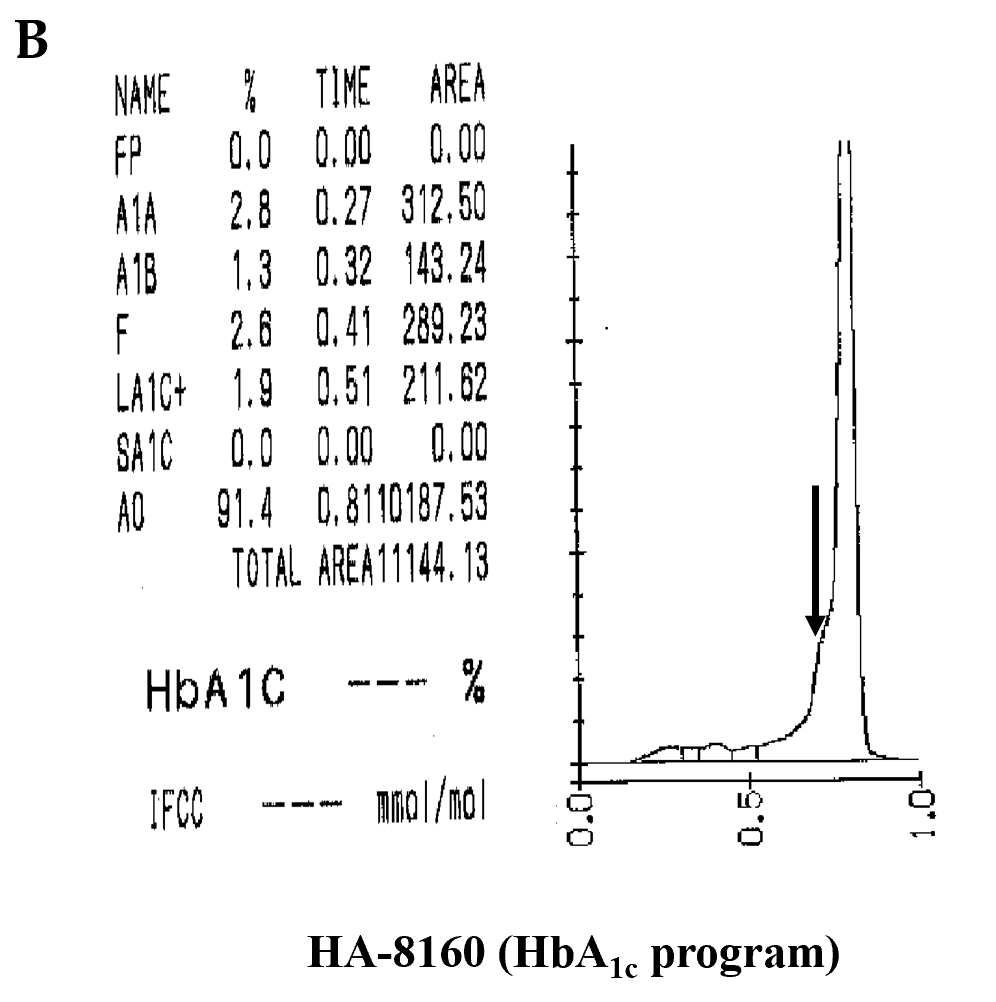 B
NAME % TIME AREA
FP 0.0 0.00 0.00
A1A 2.8 0.27 312.50
A1B 1.3 0.32 143.24
F 2.6 0.41 289.23
LA1C+ 1.9 0.51 211.62
SA1C 0.0 0.00 0.00
A0 91.4 0.8110187.53
TOTAL AREA11144.13
HbA1C --- %
IFCC --- mmol/mol
0.0 0.5 1.0
HA-8160 (HbA1c program)